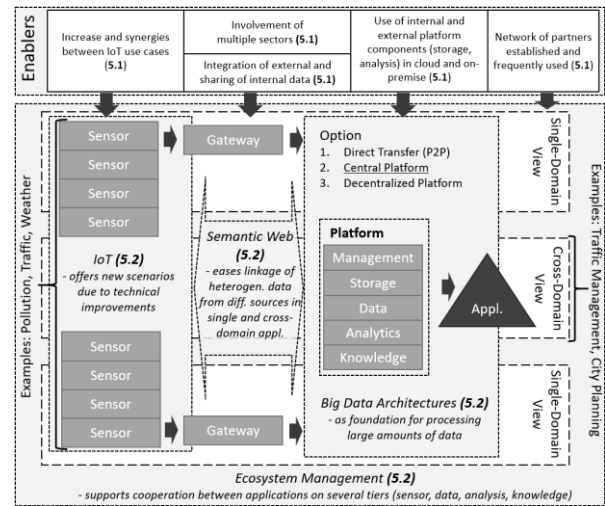 Enablers
Increase and synergies
between IoT use cases
(5.1)
Involvement of
multiple sectors (5.1)
Integration of external and
sharing of internal data (5.1)
Use of internal and
external platform
components (storage,
analysis) in cloud and on-
premise (5.1)
Network of partners
established and
frequently used (5.1)
Examples: Pollution, Traffic, Weather
Sensor
Sensor
Sensor
Sensor
IoT (5.2)
- offers new scenarios
due to technical
improvements
Sensor
Sensor
Sensor
Sensor
Gateway
Semantic Web
(5.2)
- eases linkage of
heterogen. data
from diff. sources in
single and cross-
domain appl.
Gateway
Option
1. Direct Transfer (P2P)
2. Central Platform
3. Decentralized Platform
Platform
Management
Storage
Data
Analytics
Knowledge
Appl.
Big Data Architectures (5.2)
- as foundation for processing
large amounts of data
Single-Domain
View
Cross-Domain
View
Single-Domain
View
Examples: Traffic Management, City Planning
Ecosystem Management (5.2)
- supports cooperation between applications on several tiers (sensor, data, analysis, knowledge)